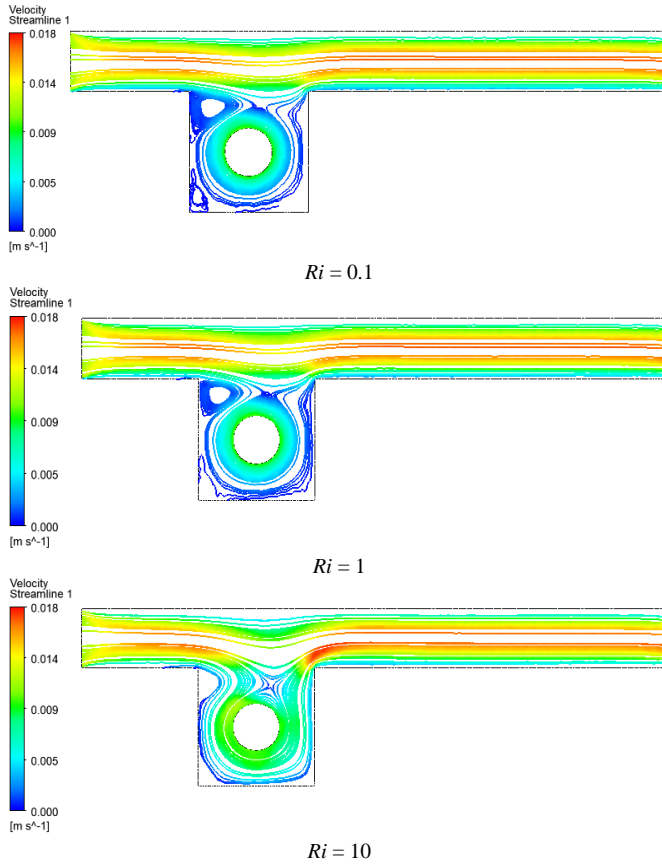 Velocity
Streamline 1
0.018
0.014
0.009
0.005
0.000
[m s^-1]
Ri = 0.1
Velocity
Streamline 1
0.018
0.014
0.009
0.005
0.000
[m s^-1]
Ri = 1
Velocity
Streamline 1
0.018
0.014
0.009
0.005
0.000
[m s^-1]
Ri = 10